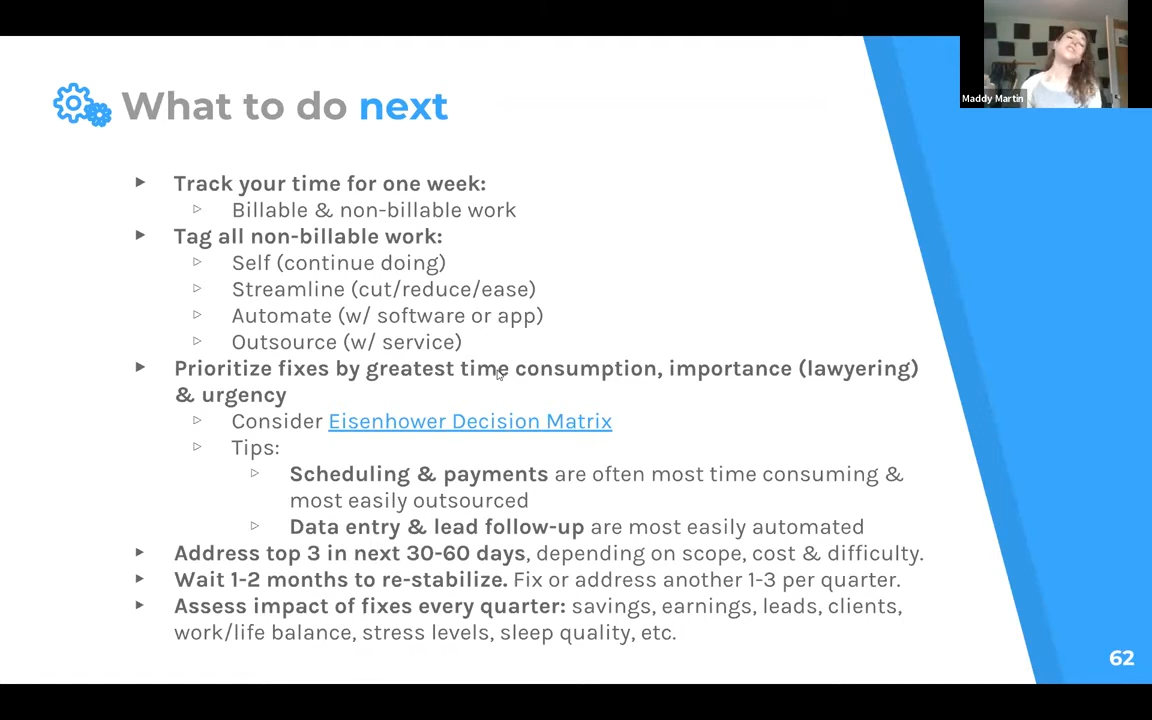 Maddy Martin
What to do next
Track your time for one week:
Billable & non-billable work
Tag all non-billable work:
Self (continue doing)
Streamline (cut/reduce/ease)
Automate (w/ software or app)
Outsource (w/ service)
Prioritize fixes by greatest time consumption, importance (lawyering)
& urgency
Consider Eisenhower Decision Matrix
Tips:
Scheduling & payments are often most time consuming &
most easily outsourced
Data entry & lead follow-up are most easily automated
Address top 3 in next 30-60 days, depending on scope, cost & difficulty.
Wait 1-2 months to re-stabilize. Fix or address another 1-3 per quarter.
Assess impact of fixes every quarter: savings, earnings, leads, clients,
work/life balance, stress levels, sleep quality, etc.
62